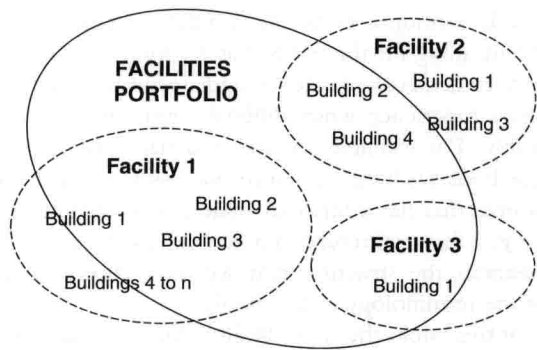 FACILITIES
PORTFOLIO
Facility 2
Building 1
Building 2
Building 3
Building 4
Facility 1
Building 2
Building 1
Building 3
Buildings 4 to n
Facility 3
Building 1